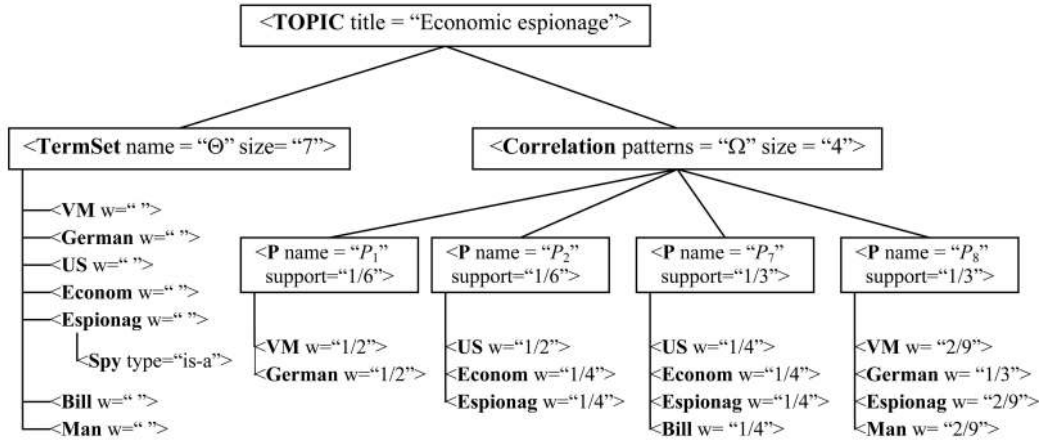 <TOPIC title = “Economic espionage”>
<TermSet name = “Θ” size= “7”>
<VM w=“ ”>
<German w=“ ”>
<US w=“ ”>
<Econom w=“ ”>
<Espionag w=“ ”>
<Spy type=“is-a”>
<Bill w=“ ”>
<Man w=“ ”>
<Correlation patterns = “Ω” size = “4”>
<P name = “P₁”
support=“1/6”>
<VM w=“1/2”>
<German w=“1/2”>
<P name = “P₂”
support=“1/6”>
<US w=“1/2”>
<Econom w=“1/4”>
<Espionag w=“1/4”>
<P name = “P₇”
support=“1/3”>
<US w=“1/4”>
<Econom w=“1/4”>
<Espionag w=“1/4”>
<Bill w= “1/4”>
<P name = “P₈”
support=“1/3”>
<VM w= “2/9”>
<German w= “1/3”>
<Espionag w= “2/9”>
<Man w= “2/9”>